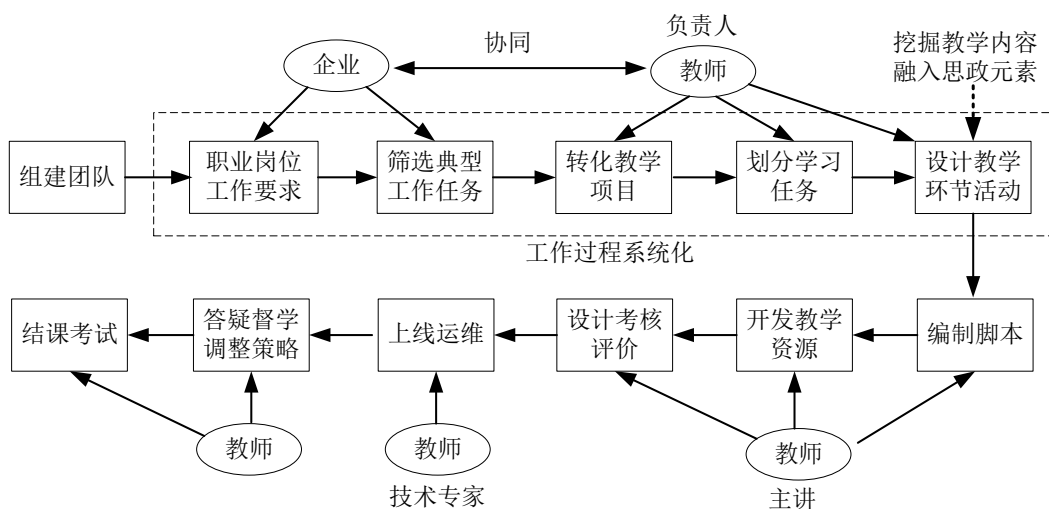 负责人
协同
企业
教师
挖掘教学内容
融入思政元素
组建团队
职业岗位
工作要求
筛选典型
工作任务
转化教学
项目
划分学习
任务
设计教学
环节活动
工作过程系统化
结课考试
答疑督学
调整策略
上线运维
设计考核
评价
开发教学
资源
编制脚本
教师
教师
技术专家
教师
主讲